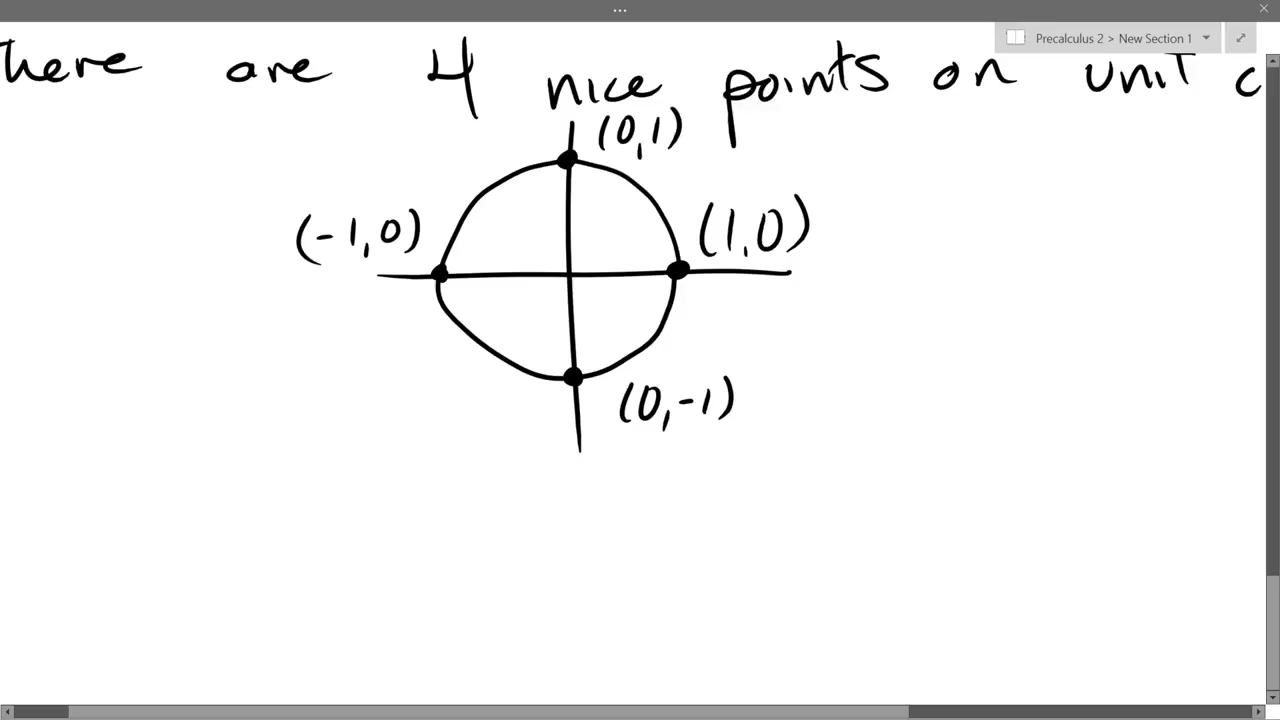 ...
Precalculus 2 > New Section 1
here are 4 nice points on unit c
(0,1)
(-1,0) (1,0)
(0,-1)